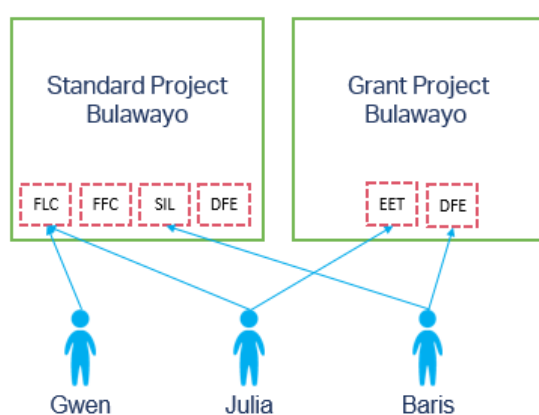 Standard Project
Bulawayo
Grant Project
Bulawayo
FLC
FFC
SIL
DFE
EET
DFE
Gwen
Julia
Baris